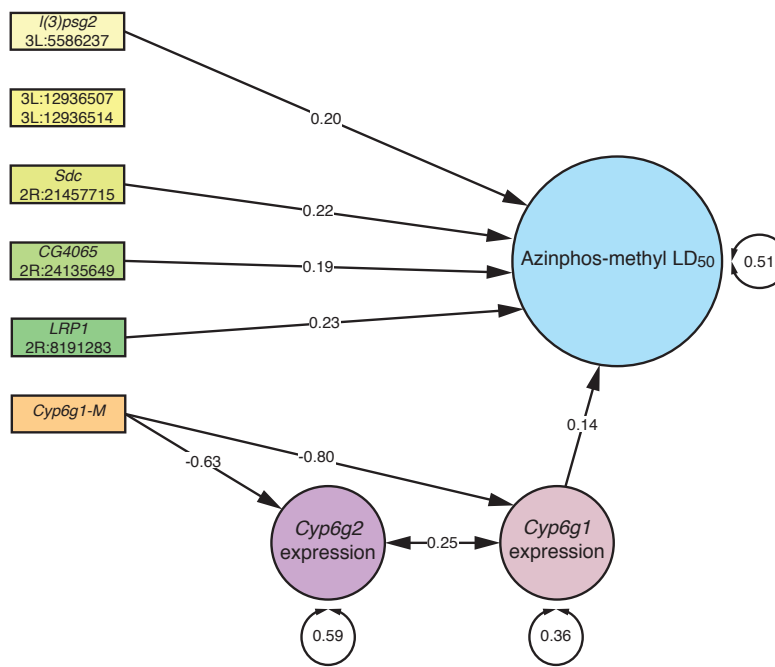 l(3)psg2
3L:5586237
3L:12936507
3L:12936514
Sdc
2R:21457715
CG4065
2R:24135649
LRP1
2R:8191283
Cyp6g1-M
0.20
0.22
0.19
0.23
Azinphos-methyl LD50
0.51
0.14
-0.63
-0.80
Cyp6g2
expression
0.25
Cyp6g1
expression
0.59
0.36